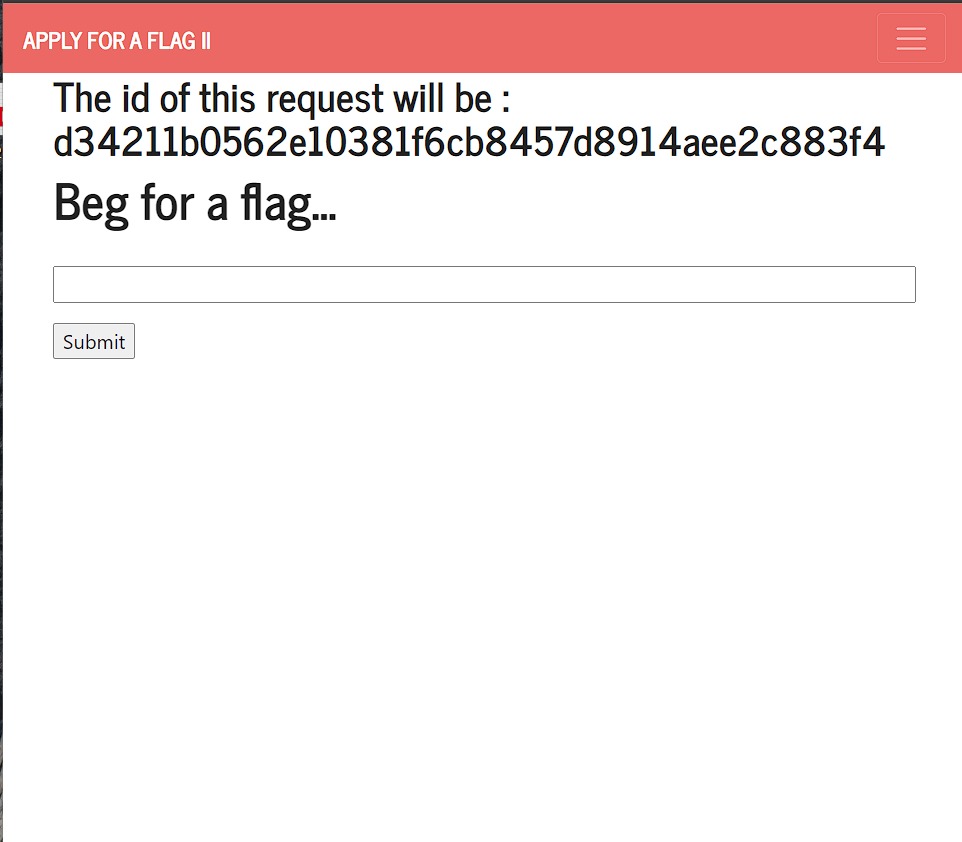 APPLY FOR A FLAG II
The id of this request will be :
d34211b0562e10381f6cb8457d8914aee2c883f4
Beg for a flag...
Submit